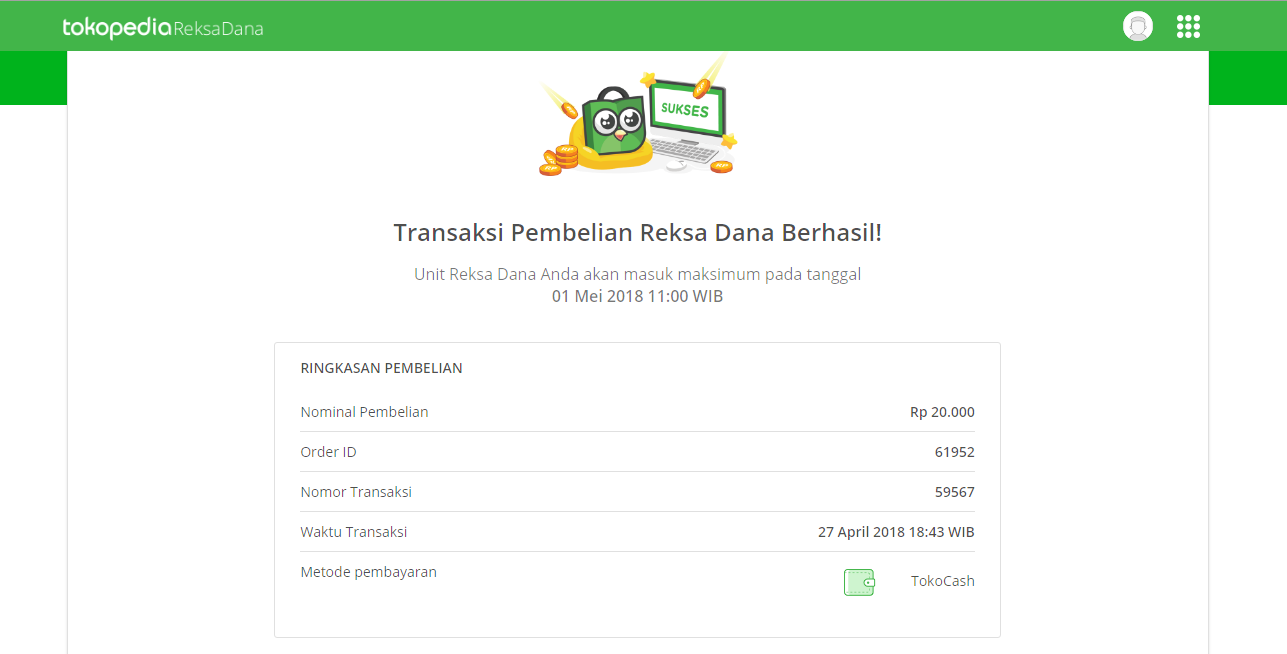 tokopedia ReksaDana
SUKSES
Transaksi Pembelian Reksa Dana Berhasil!
Unit Reksa Dana Anda akan masuk maksimum pada tanggal
01 Mei 2018 11:00 WIB
RINGKASAN PEMBELIAN
Nominal Pembelian Rp 20.000
Order ID 61952
Nomor Transaksi 59567
Waktu Transaksi 27 April 2018 18:43 WIB
Metode pembayaran TokoCash